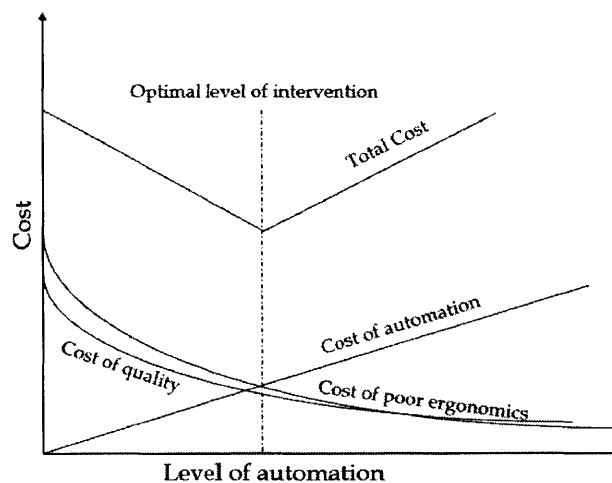 Optimal level of intervention
Total Cost
Cost
Cost of automation
Cost of quality
Cost of poor ergonomics
Level of automation